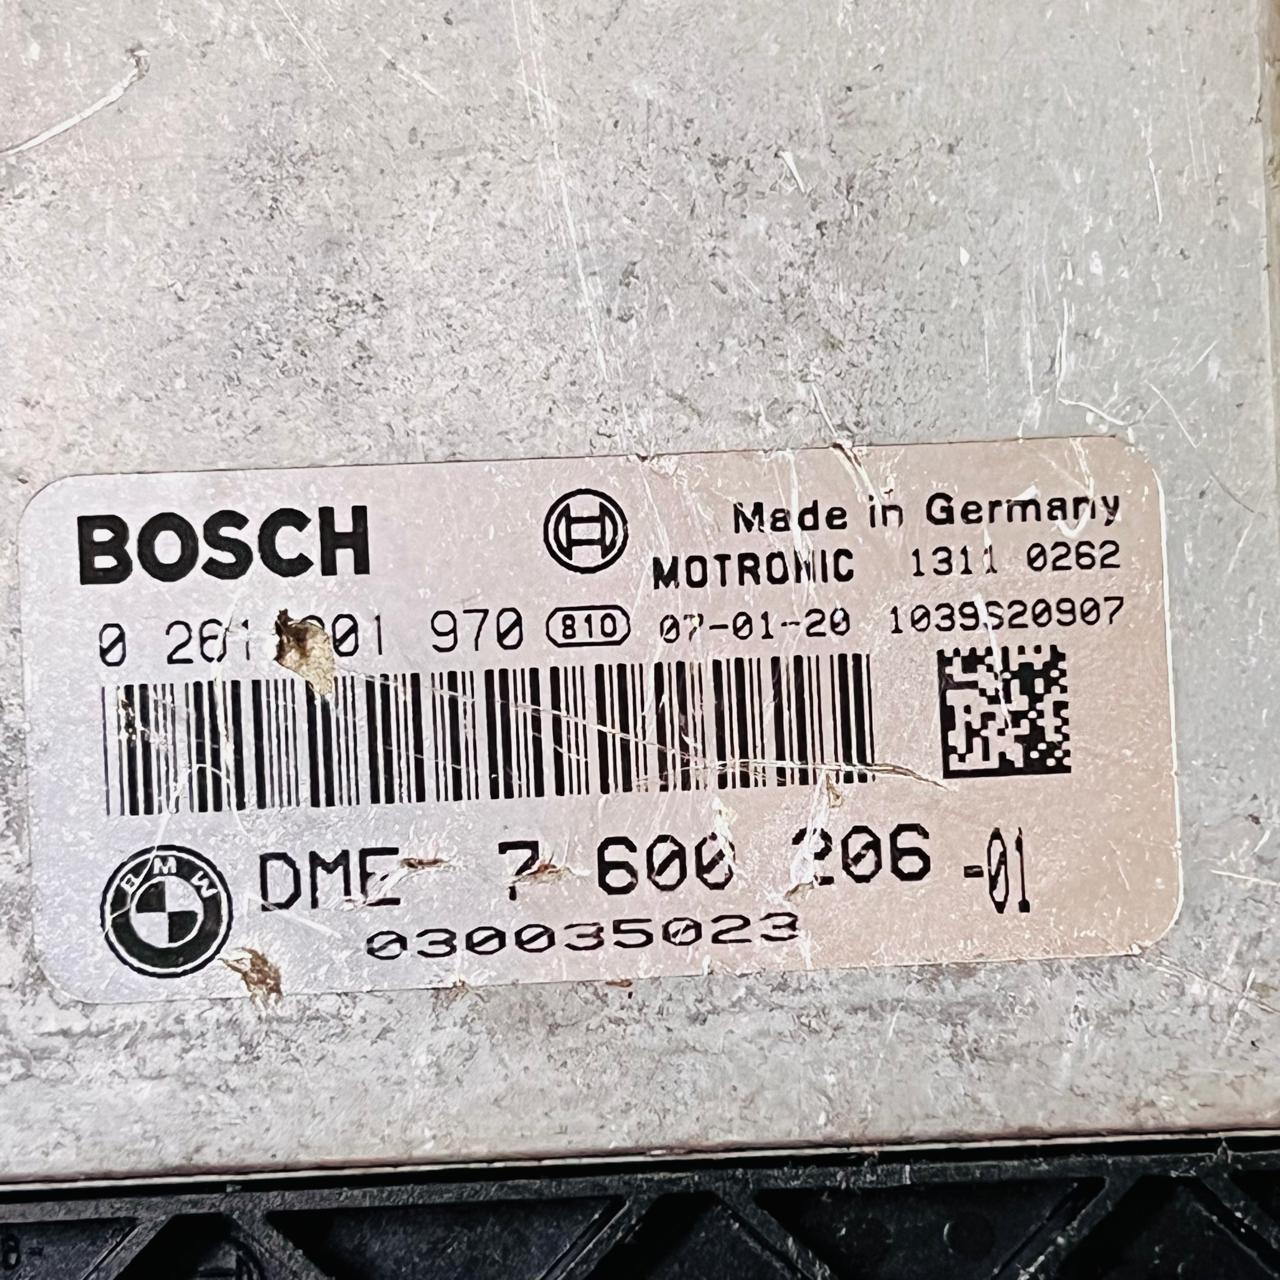 BOSCH
Made in Germany
MOTRONIC 1311 0262
970 810 07-01-20 1039S20907
BMW
DME 7 600 206 -01
030035023